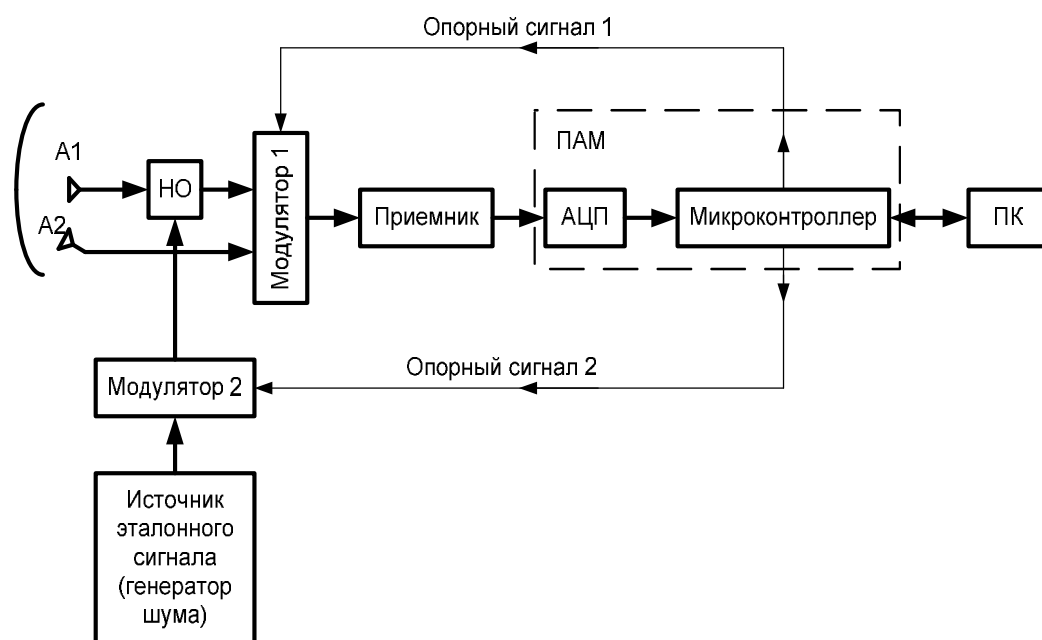 Опорный сигнал 1
ПАМ
А1
НО
Модулятор 1
Приемник
АЦП
Микроконтроллер
ПК
А2
Опорный сигнал 2
Модулятор 2
Источник
эталонного
сигнала
(генератор
шума)